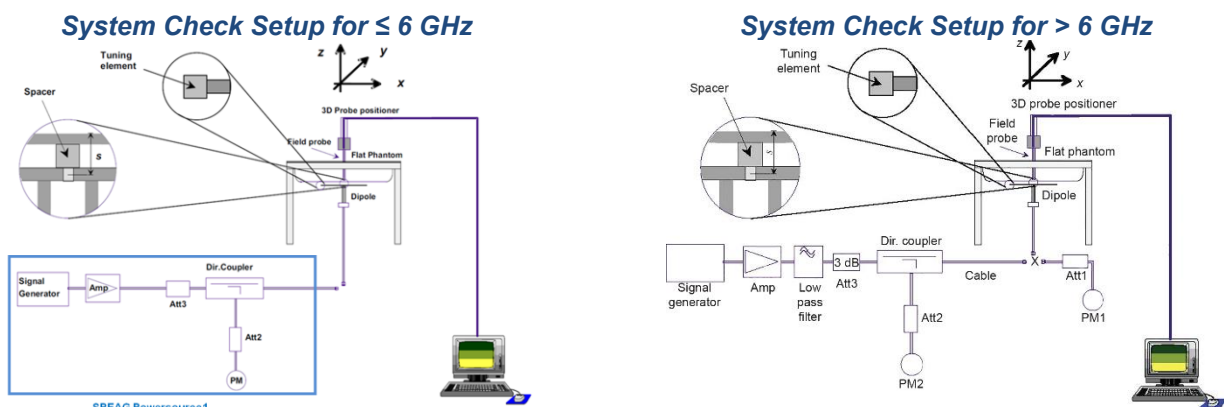 System Check Setup for ≤ 6 GHz
Tuning
element
z
y
x
Spacer
3D Probe positioner
s
Field probe
Flat Phantom
Dipole
Signal
Generator
Amp
Att3
Dir.Coupler
Att2
PM
SPEAG Powersource1
System Check Setup for > 6 GHz
Tuning
element
z
y
x
Spacer
3D probe positioner
s
Field
probe
Flat phantom
Dipole
Signal
generator
Amp
Low
pass
filter
3 dB
Att3
Dir. coupler
Cable
X
Att1
PM1
Att2
PM2